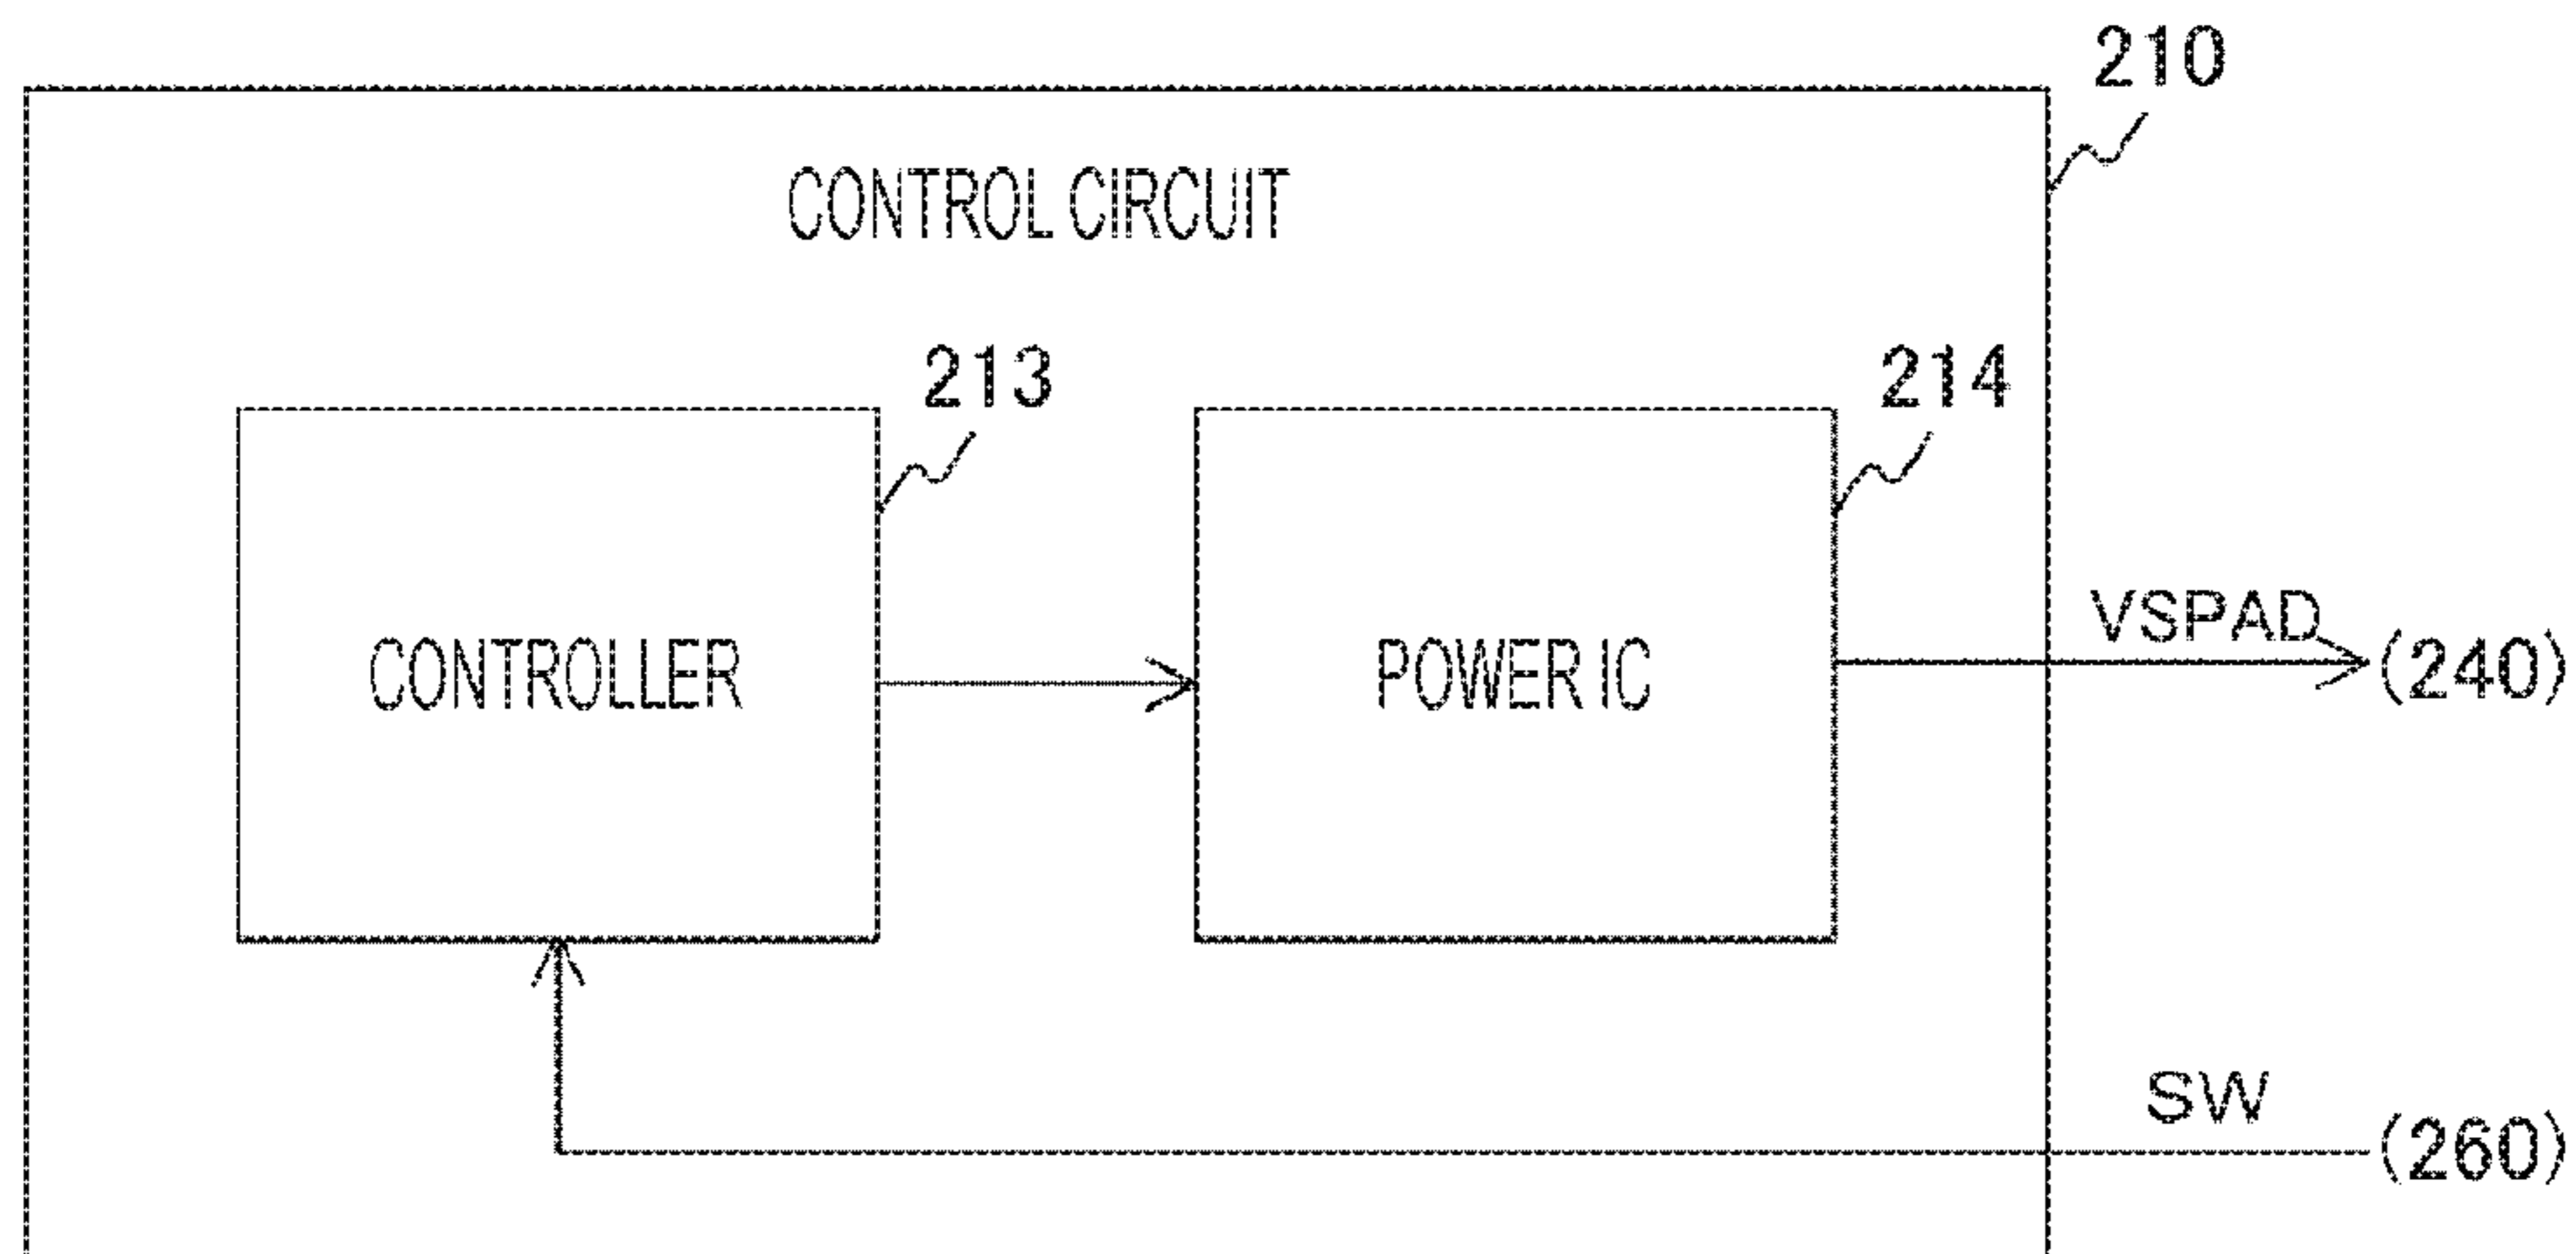 210
CONTROL CIRCUIT
213
214
CONTROLLER
POWER IC
VSPAD
(240)
SW
(260)